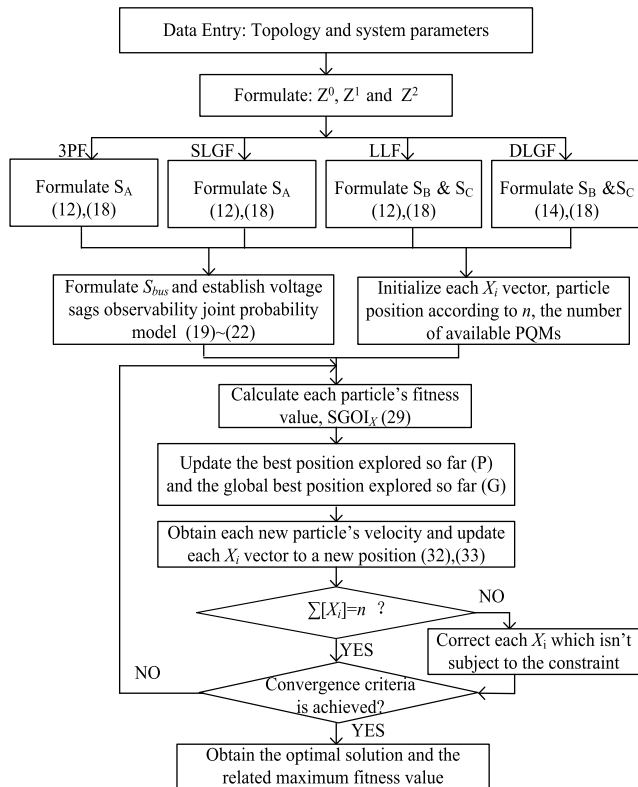 Data Entry: Topology and system parameters
Formulate: Z⁰, Z¹ and Z²
3PF
SLGF
LLF
DLGF
Formulate S_A
(12),(18)
Formulate S_A
(12),(18)
Formulate S_B & S_C
(12),(18)
Formulate S_B &S_C
(14),(18)
Formulate S_bus and establish voltage
sags observability joint probability
model (19)~(22)
Initialize each X_i vector, particle
position according to n, the number
of available PQMs
Calculate each particle's fitness
value, SGOI_X (29)
Update the best position explored so far (P)
and the global best position explored so far (G)
Obtain each new particle's velocity and update
each X_i vector to a new position (32),(33)
∑[X_i]=n ?
NO
YES
Correct each X_i which isn't
subject to the constraint
NO
Convergence criteria
is achieved?
YES
Obtain the optimal solution and the
related maximum fitness value